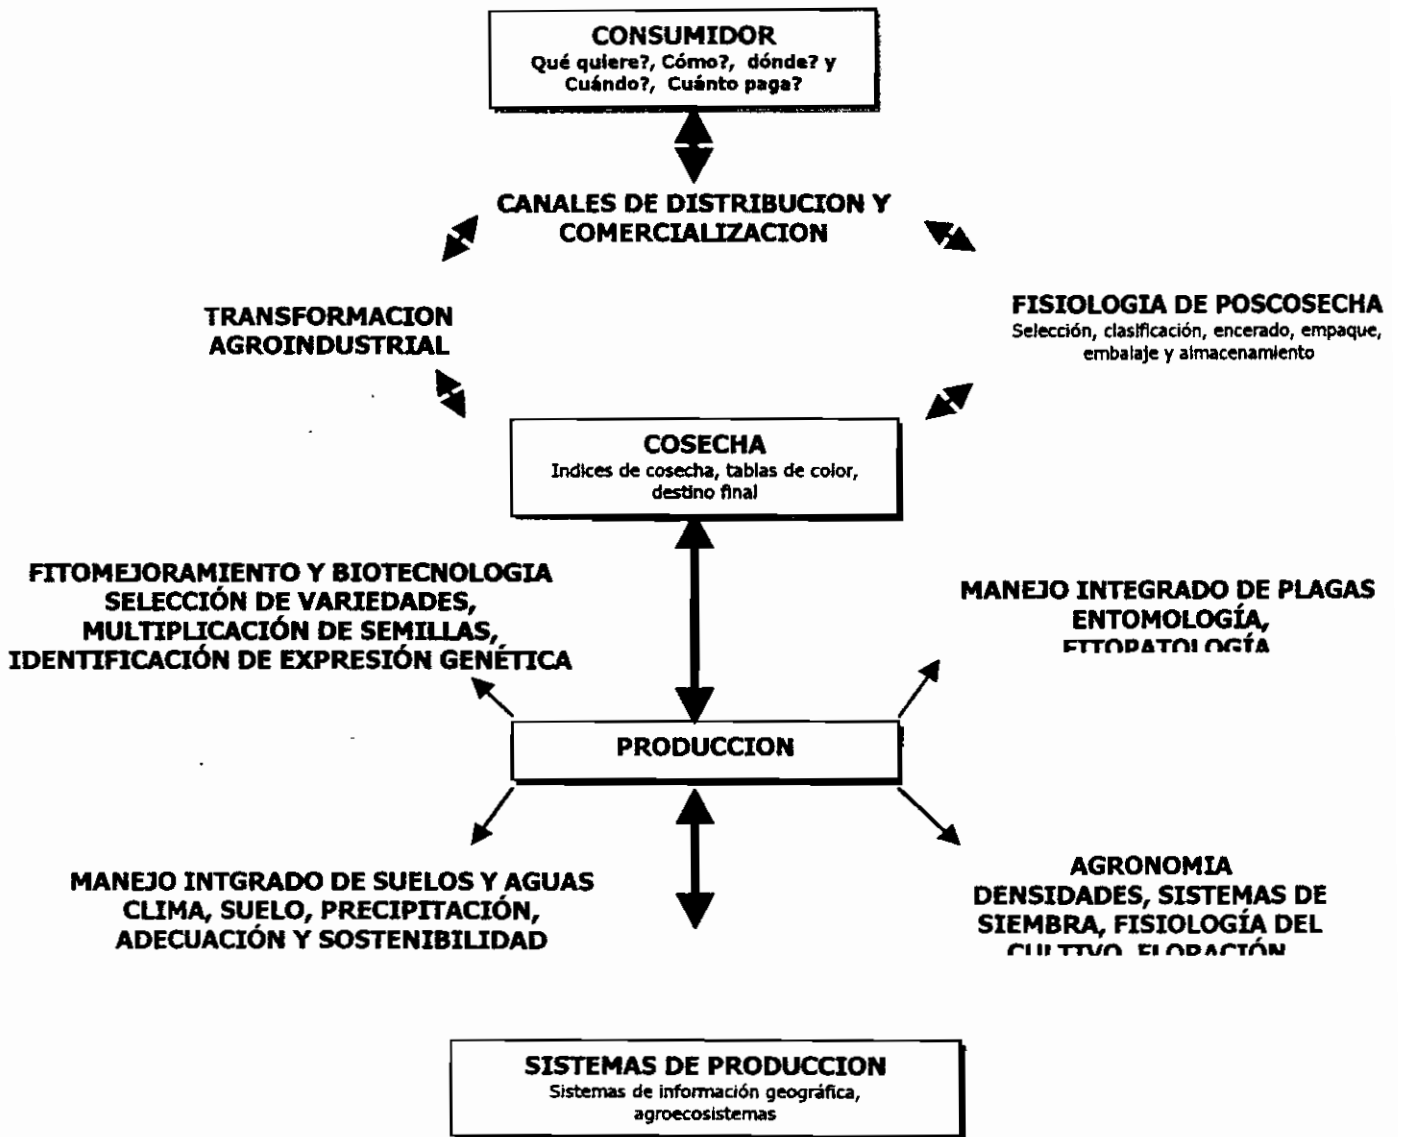 CONSUMIDOR
Qué quiere?, Cómo?, dónde? y
Cuándo?, Cuánto paga?
CANALES DE DISTRIBUCION Y
COMERCIALIZACION
TRANSFORMACION
AGROINDUSTRIAL
FISIOLOGIA DE POSCOSECHA
Selección, clasificación, encerado, empaque,
embalaje y almacenamiento
COSECHA
Indices de cosecha, tablas de color,
destino final
FITOMEJORAMIENTO Y BIOTECNOLOGIA
SELECCIÓN DE VARIEDADES,
MULTIPLICACIÓN DE SEMILLAS,
IDENTIFICACIÓN DE EXPRESIÓN GENÉTICA
MANEJO INTEGRADO DE PLAGAS
ENTOMOLOGÍA,
FITOPATOLOGÍA
PRODUCCION
MANEJO INTGRADO DE SUELOS Y AGUAS
CLIMA, SUELO, PRECIPITACIÓN,
ADECUACIÓN Y SOSTENIBILIDAD
AGRONOMIA
DENSIDADES, SISTEMAS DE
SIEMBRA, FISIOLOGÍA DEL
CULTIVO, FLORACIÓN
SISTEMAS DE PRODUCCION
Sistemas de información geográfica,
agroecosistemas